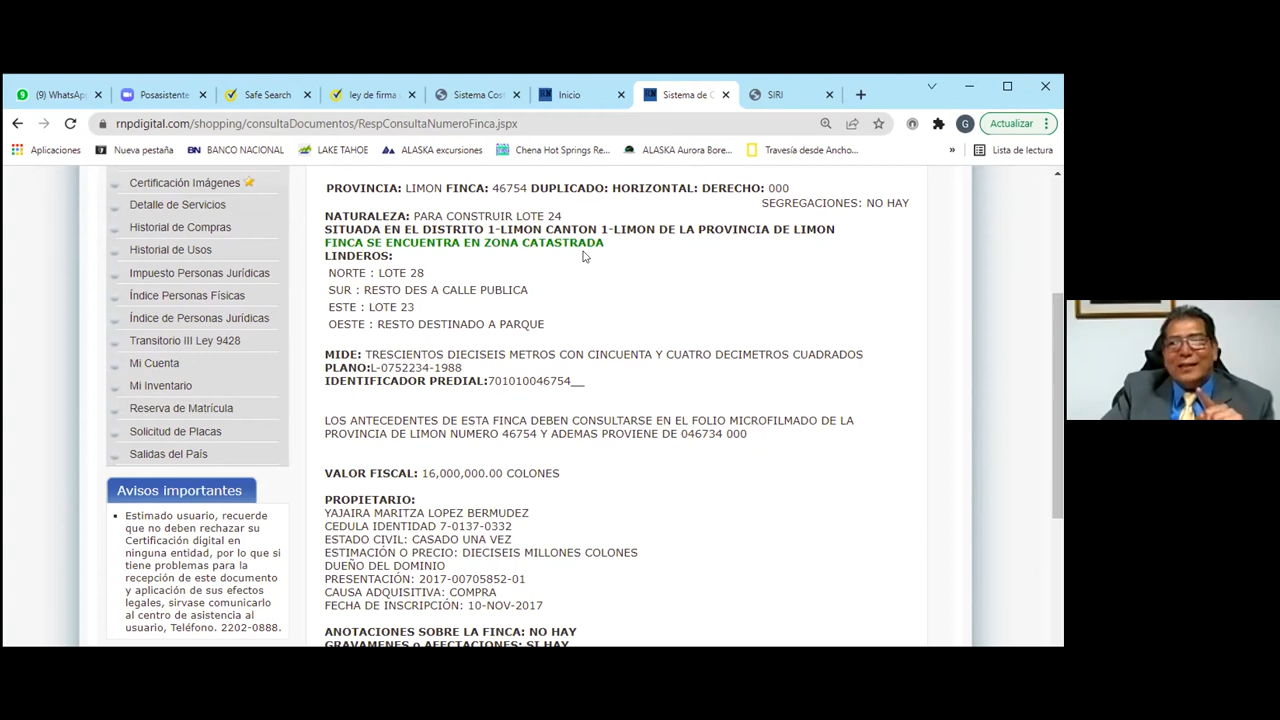 (9) WhatsAp
Posasistente
Safe Search
ley de firma
Sistema Cost
Inicio
Sistema de C
SIRI
rnpdigital.com/shopping/consultaDocumentos/RespConsultaNumeroFinca.jspx
G
Actualizar
Aplicaciones
Nueva pestaña
BN BANCO NACIONAL
LAKE TAHOE
ALASKA excursiones
Chena Hot Springs Re...
ALASKA Aurora Bore...
Travesía desde Ancho...
»
Lista de lectura
Certificación Imágenes
Detalle de Servicios
Historial de Compras
Historial de Usos
Impuesto Personas Jurídicas
Índice Personas Físicas
Índice de Personas Jurídicas
Transitorio III Ley 9428
Mi Cuenta
Mi Inventario
Reserva de Matrícula
Solicitud de Placas
Salidas del País
Avisos importantes
Estimado usuario, recuerde
que no deben rechazar su
Certificación digital en
ninguna entidad, por lo que si
tiene problemas para la
recepción de este documento
y aplicación de sus efectos
legales, sirvase comunicarlo
al centro de asistencia al
usuario, Teléfono. 2202-0888.
PROVINCIA: LIMON FINCA: 46754 DUPLICADO: HORIZONTAL: DERECHO: 000
SEGREGACIONES: NO HAY
NATURALEZA: PARA CONSTRUIR LOTE 24
SITUADA EN EL DISTRITO 1-LIMON CANTON 1-LIMON DE LA PROVINCIA DE LIMON
FINCA SE ENCUENTRA EN ZONA CATASTRADA
LINDEROS:
NORTE : LOTE 28
SUR : RESTO DES A CALLE PUBLICA
ESTE : LOTE 23
OESTE : RESTO DESTINADO A PARQUE
MIDE: TRESCIENTOS DIECISEIS METROS CON CINCUENTA Y CUATRO DECIMETROS CUADRADOS
PLANO:L-0752234-1988
IDENTIFICADOR PREDIAL:701010046754__
LOS ANTECEDENTES DE ESTA FINCA DEBEN CONSULTARSE EN EL FOLIO MICROFILMADO DE LA
PROVINCIA DE LIMON NUMERO 46754 Y ADEMAS PROVIENE DE 046734 000
VALOR FISCAL: 16,000,000.00 COLONES
PROPIETARIO:
YAJAIRA MARITZA LOPEZ BERMUDEZ
CEDULA IDENTIDAD 7-0137-0332
ESTADO CIVIL: CASADO UNA VEZ
ESTIMACIÓN O PRECIO: DIECISEIS MILLONES COLONES
DUEÑO DEL DOMINIO
PRESENTACIÓN: 2017-00705852-01
CAUSA ADQUISITIVA: COMPRA
FECHA DE INSCRIPCIÓN: 10-NOV-2017
ANOTACIONES SOBRE LA FINCA: NO HAY
GRAVAMENES o AFECTACIONES: SI HAY